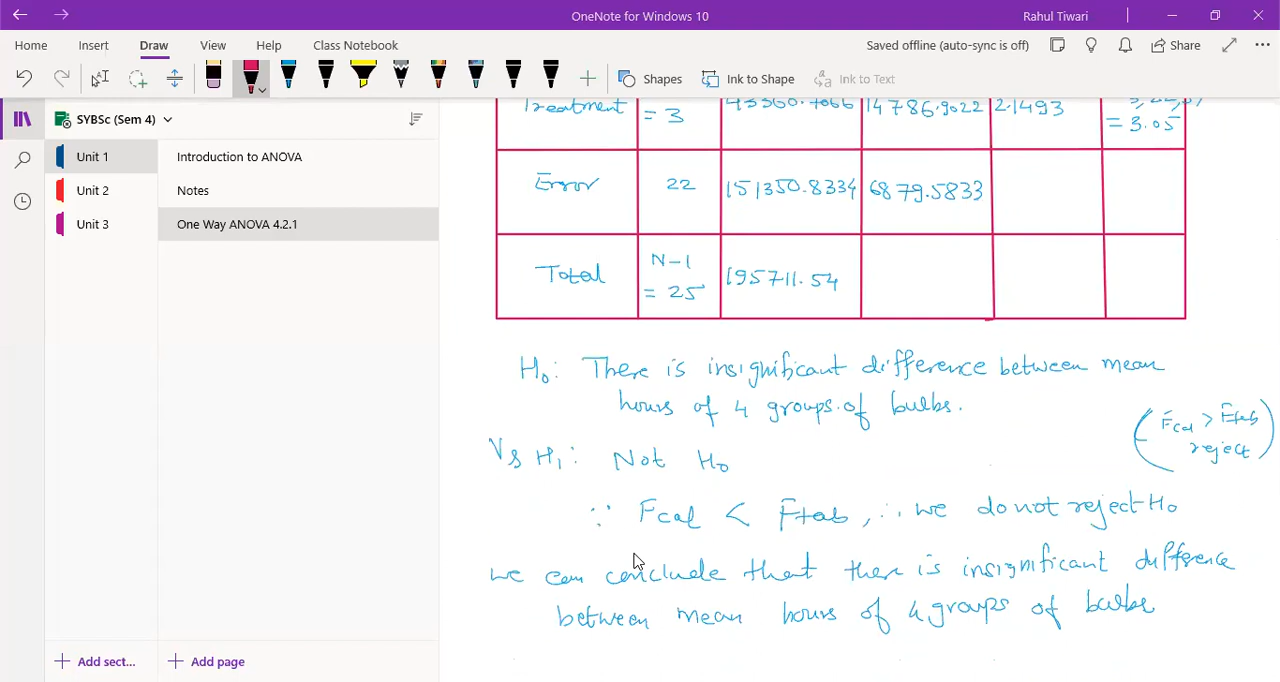 OneNote for Windows 10
Rahul Tiwari
Home Insert Draw View Help Class Notebook
Saved offline (auto-sync is off) Share
Shapes Ink to Shape Ink to Text
SYBSc (Sem 4)
Unit 1
Unit 2
Unit 3
Introduction to ANOVA
Notes
One Way ANOVA 4.2.1
Add sect...
Add page
Treatment = 3 14786.9022 2.1493 = 3.05
Error 22 151350.8334 6879.5833
Total N-1 = 25 195711.54
H0: There is insignificant difference between mean
hours of 4 groups of bulbs.
Vs H1: Not H0
(Fcal > Ftab
reject)
∵ Fcal < Ftab, ∴ we do not reject H0
we can conclude that there is insignificant difference
between mean hours of 4 groups of bulbs